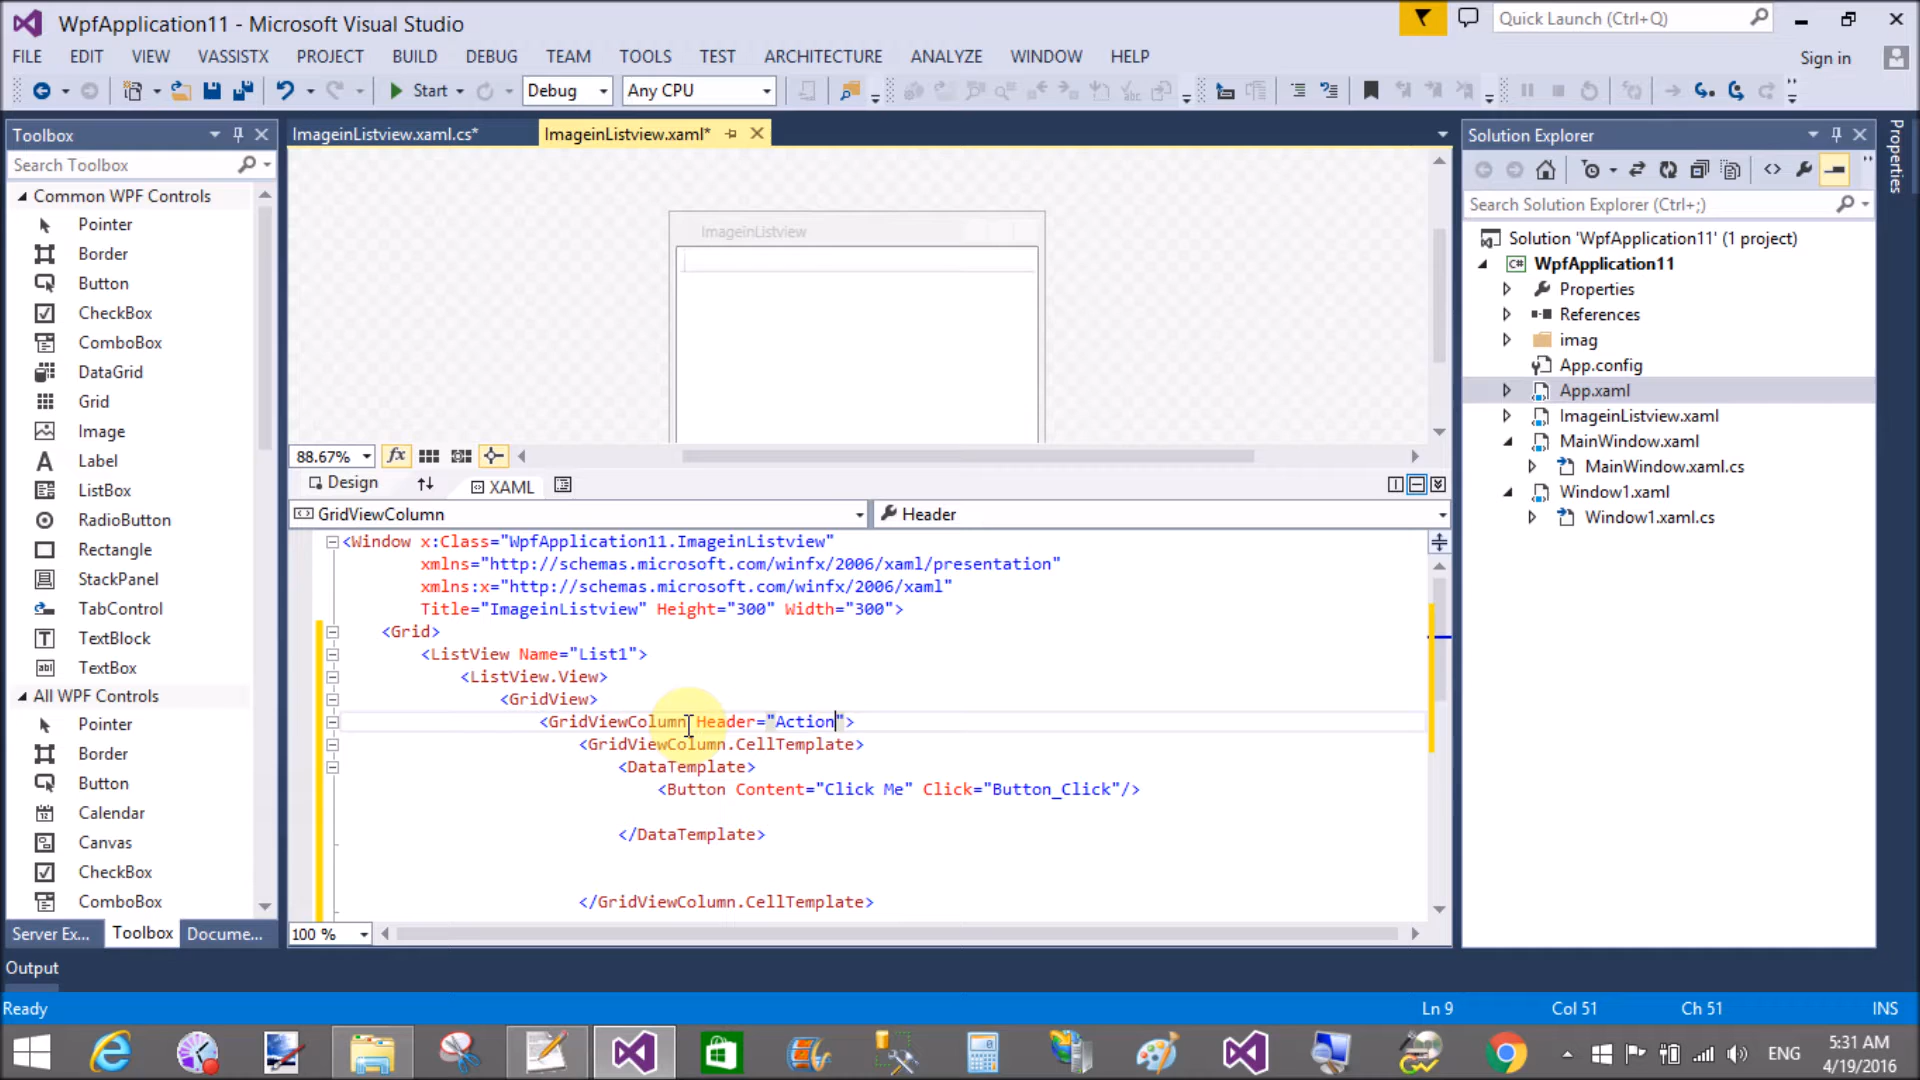 WpfApplication11 - Microsoft Visual Studio
Quick Launch (Ctrl+Q)
FILE EDIT VIEW VASSISTX PROJECT BUILD DEBUG TEAM TOOLS TEST ARCHITECTURE ANALYZE WINDOW HELP
Sign in
Start Debug Any CPU
Toolbox
Search Toolbox
Common WPF Controls
Pointer
Border
Button
CheckBox
ComboBox
DataGrid
Grid
Image
Label
ListBox
RadioButton
Rectangle
StackPanel
TabControl
TextBlock
TextBox
All WPF Controls
Pointer
Border
Button
Calendar
Canvas
CheckBox
ComboBox
Server Ex... Toolbox Docume...
ImageinListview.xaml.cs* ImageinListview.xaml*
ImageinListview
88.67% fx
Design XAML
GridViewColumn Header
<Window x:Class="WpfApplication11.ImageinListview"
xmlns="http://schemas.microsoft.com/winfx/2006/xaml/presentation"
xmlns:x="http://schemas.microsoft.com/winfx/2006/xaml"
Title="ImageinListview" Height="300" Width="300">
<Grid>
<ListView Name="List1">
<ListView.View>
<GridView>
<GridViewColumn Header="Action">
<GridViewColumn.CellTemplate>
<DataTemplate>
<Button Content="Click Me" Click="Button_Click"/>
</DataTemplate>
</GridViewColumn.CellTemplate>
100 %
Solution Explorer
Search Solution Explorer (Ctrl+;)
Solution 'WpfApplication11' (1 project)
C# WpfApplication11
Properties
References
imag
App.config
App.xaml
ImageinListview.xaml
MainWindow.xaml
MainWindow.xaml.cs
Window1.xaml
Window1.xaml.cs
Properties
Output
Ready Ln 9 Col 51 Ch 51 INS
ENG
5:31 AM
4/19/2016